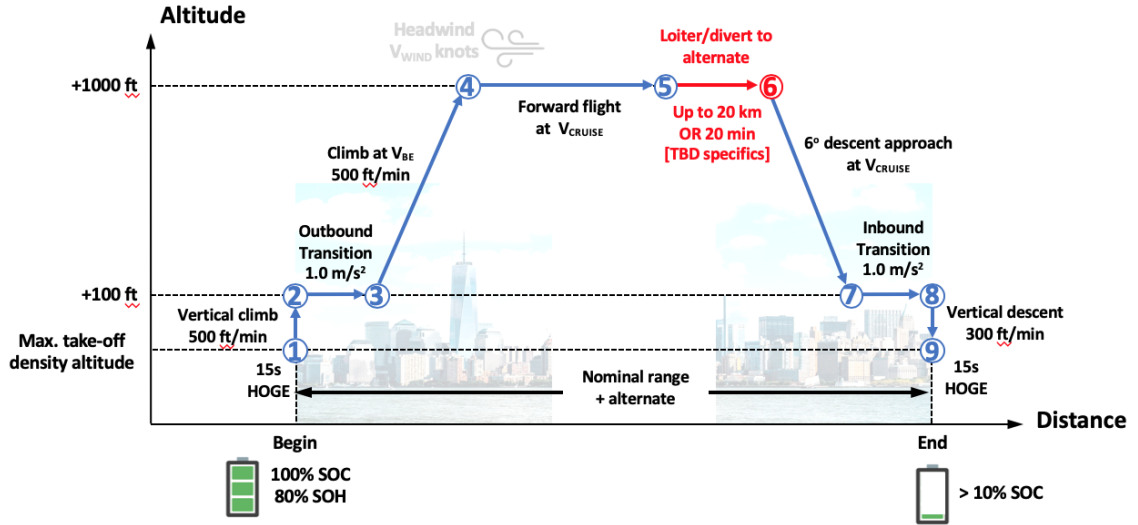 Altitude
Headwind
VWIND knots
Loiter/divert to
alternate
+1000 ft
4
5
6
Forward flight
at VCRUISE
Up to 20 km
OR 20 min
[TBD specifics]
Climb at VBE
500 ft/min
6º descent approach
at VCRUISE
Outbound
Transition
1.0 m/s²
Inbound
Transition
1.0 m/s²
+100 ft
2
3
7
8
Vertical climb
500 ft/min
Vertical descent
300 ft/min
Max. take-off
density altitude
1
9
15s
HOGE
Nominal range
+ alternate
15s
HOGE
Distance
Begin
End
100% SOC
80% SOH
> 10% SOC